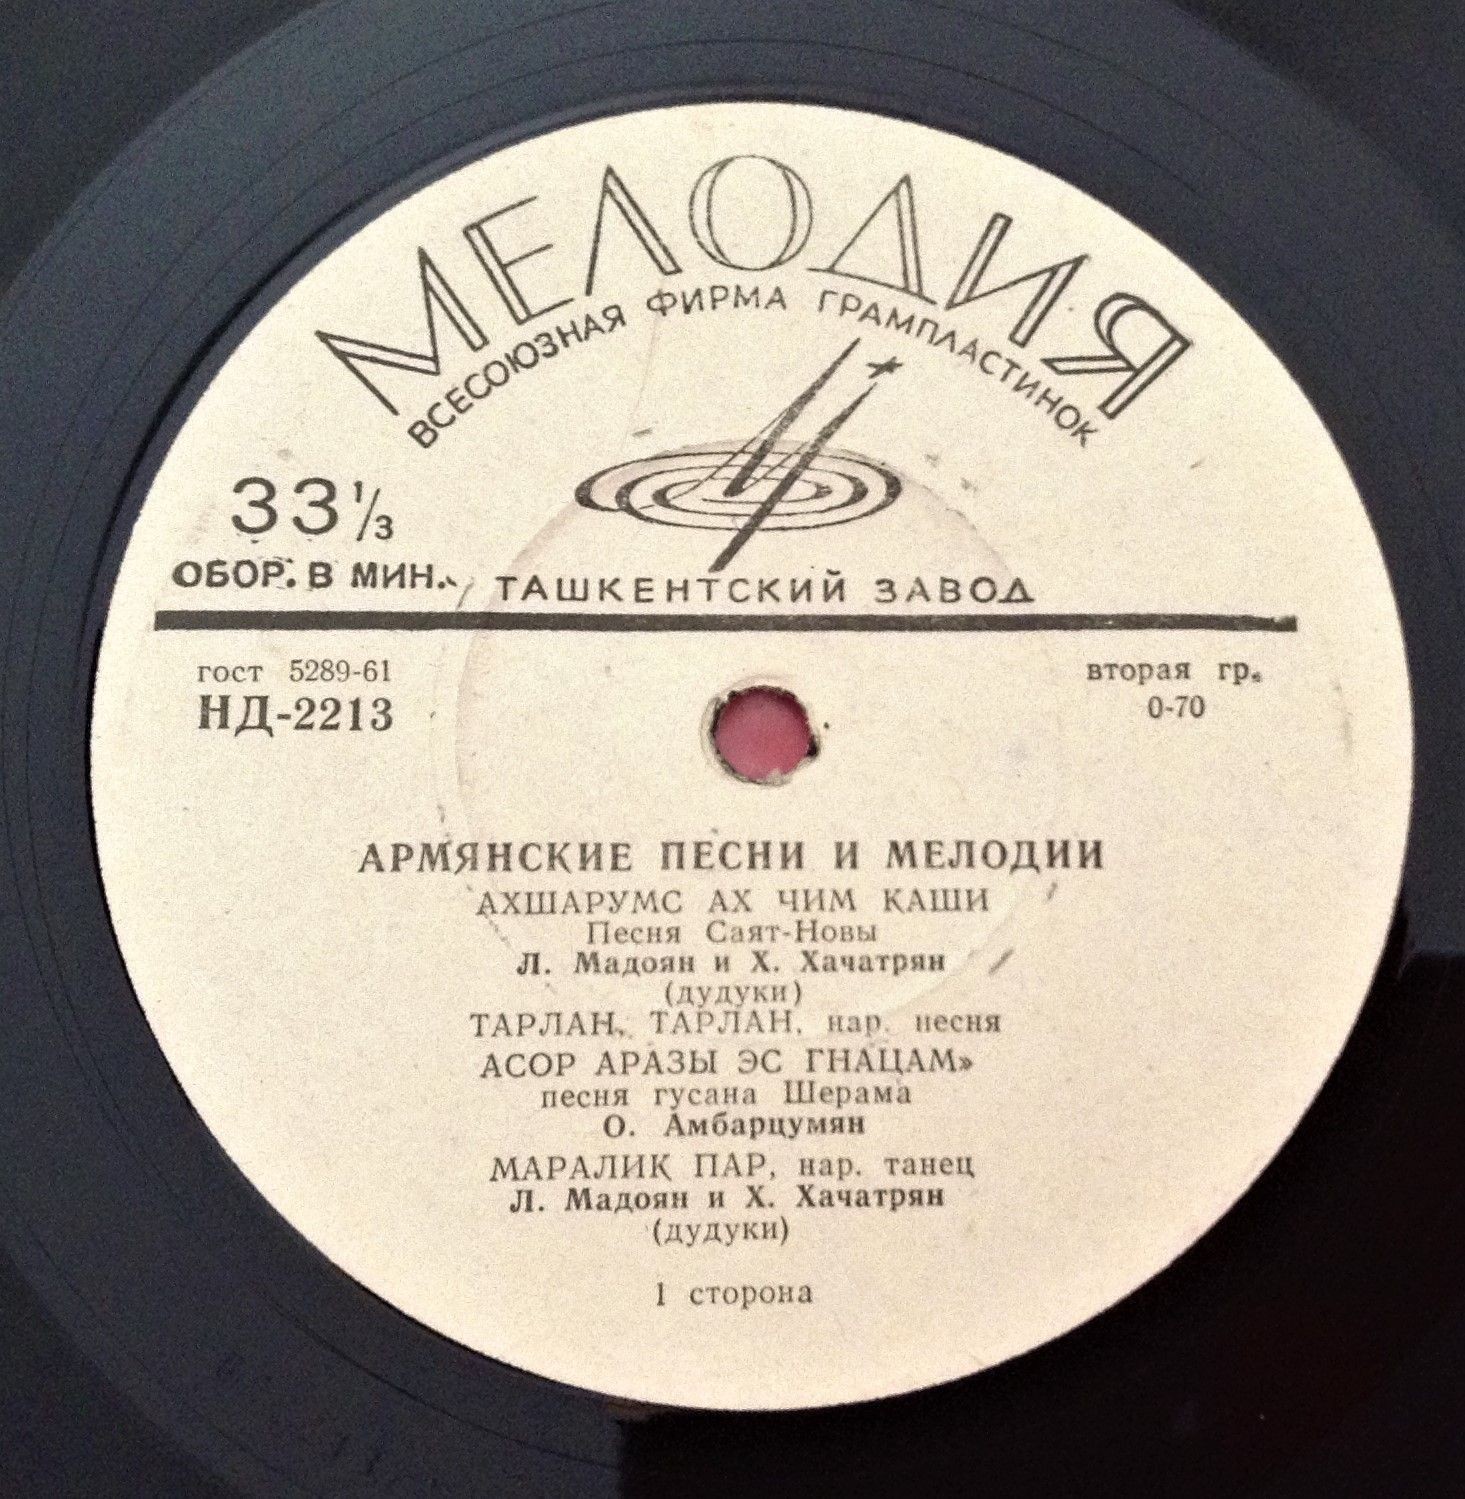 МЕЛОДИЯ
ВСЕСОЮЗНАЯ ФИРМА ГРАМПЛАСТИНОК
33 1/3
ОБОР. В МИН.
ТАШКЕНТСКИЙ ЗАВОД
гост 5289-61
НД-2213
вторая гр.
0-70
АРМЯНСКИЕ ПЕСНИ И МЕЛОДИИ
АХШАРУМС АХ ЧИМ КАШИ
Песня Саят-Новы
Л. Мадоян и Х. Хачатрян
(дудуки)
ТАРЛАН, ТАРЛАН, нар. песня
АСОР АРАЗЫ ЭС ГНАЦАМ»
песня гусана Шерама
О. Амбарцумян
МАРАЛИК ПАР, нар. танец
Л. Мадоян и Х. Хачатрян
(дудуки)
1 сторона